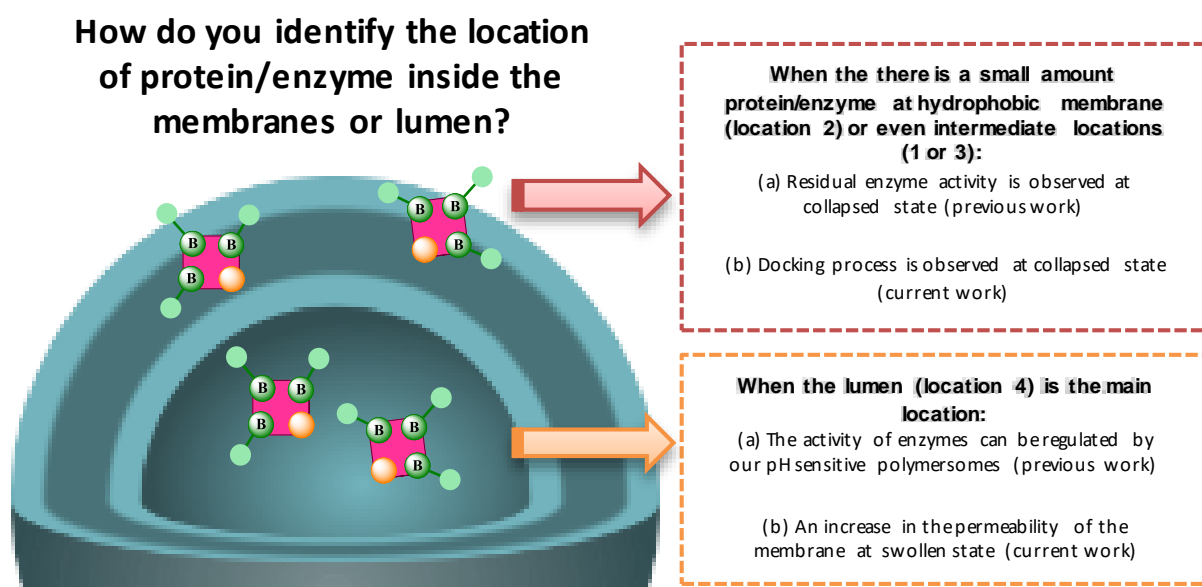 How do you identify the location
of protein/enzyme inside the
membranes or lumen?
When the there is a small amount
protein/enzyme at hydrophobic membrane
(location 2) or even intermediate locations
(1 or 3):
(a) Residual enzyme activity is observed at
collapsed state (previous work)
(b) Docking process is observed at collapsed state
(current work)
B
B
B
B
B
B
When the lumen (location 4) is the main
location:
(a) The activity of enzymes can be regulated by
our pH sensitive polymersomes (previous work)
(b) An increase in the permeability of the
membrane at swollen state (current work)
B
B
B
B
B
B